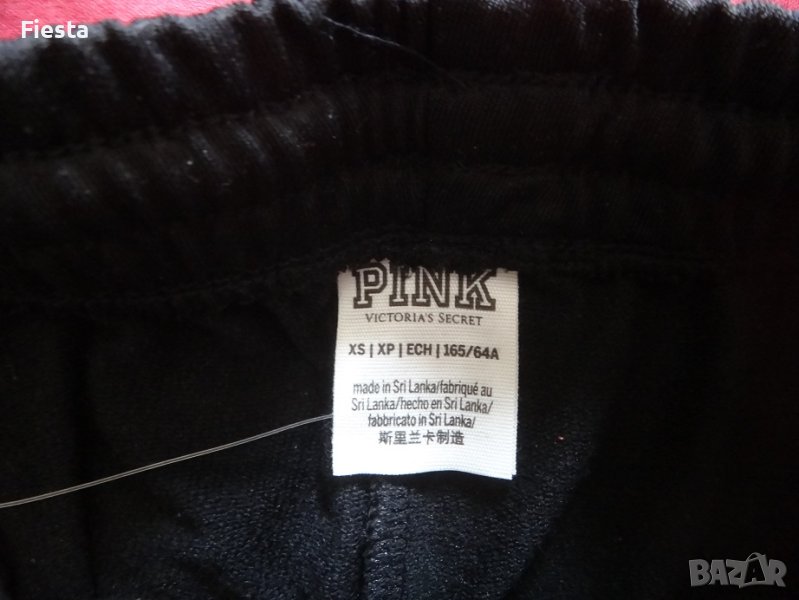 Fiesta
PINK
VICTORIA'S SECRET
XS | XP | ECH | 165/64A
made in Sri Lanka/fabriqué au
Sri Lanka/hecho en Sri Lanka/
fabbricato in Sri Lanka/
斯里兰卡制造
BAZAR